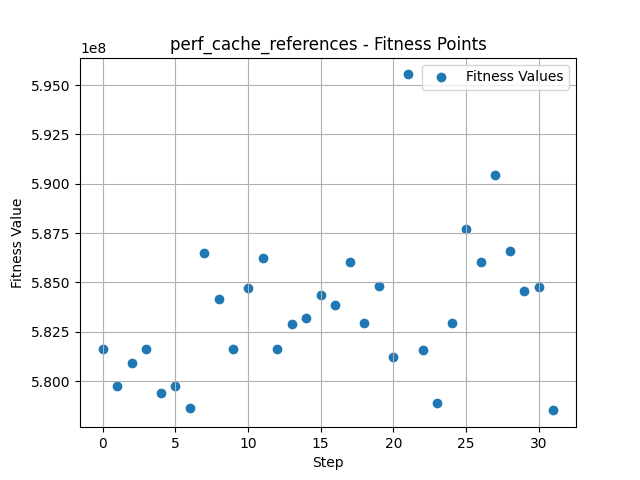 perf_cache_references - Fitness Points
1e8
Fitness Values
5.950
5.925
5.900
5.875
5.850
5.825
5.800
Fitness Value
0 5 10 15 20 25 30
Step